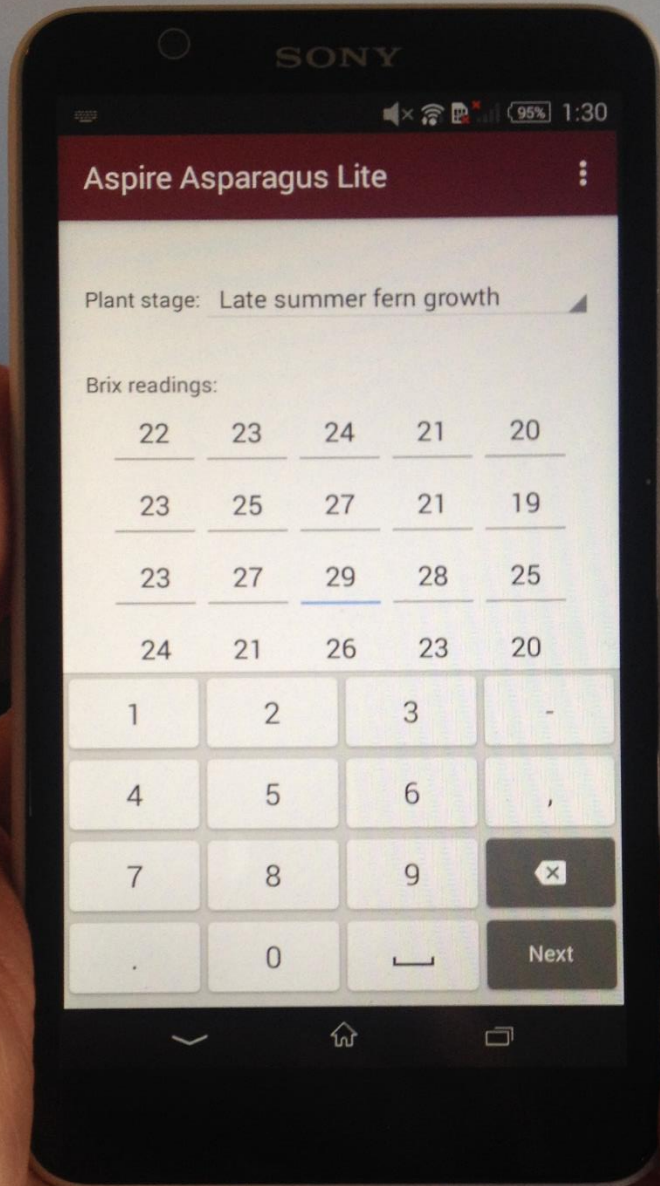 SONY
95% 1:30
Aspire Asparagus Lite
Plant stage: Late summer fern growth
Brix readings:
22 23 24 21 20
23 25 27 21 19
23 27 29 28 25
24 21 26 23 20
1 2 3 -
4 5 6 ,
7 8 9
. 0 Next